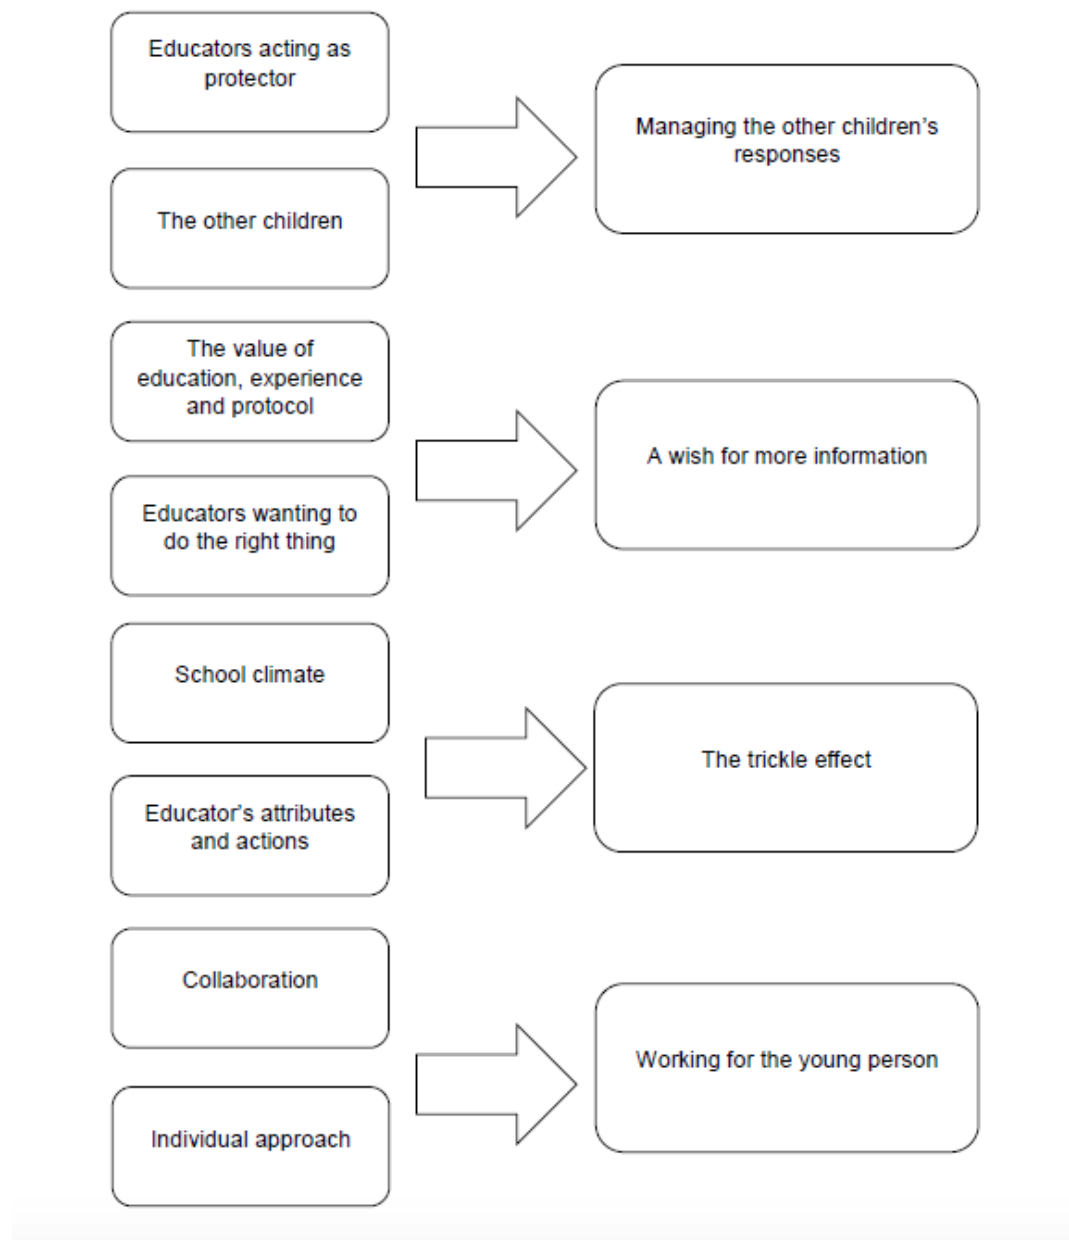 Educators acting as
protector
Managing the other children's
responses
The other children
The value of
education, experience
and protocol
A wish for more information
Educators wanting to
do the right thing
School climate
The trickle effect
Educator's attributes
and actions
Collaboration
Working for the young person
Individual approach